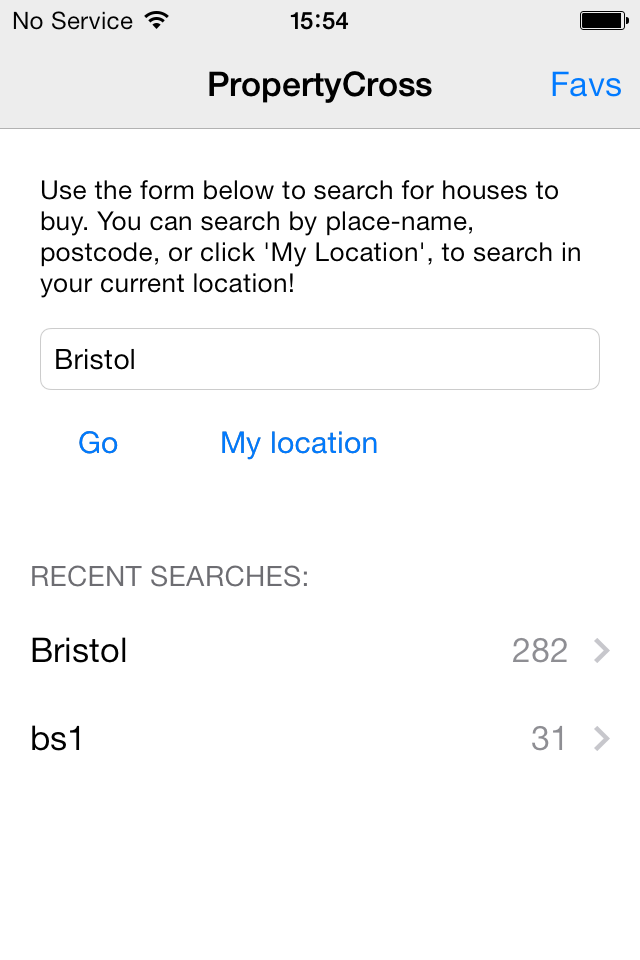 No Service 15:54
PropertyCross Favs
Use the form below to search for houses to
buy. You can search by place-name,
postcode, or click 'My Location', to search in
your current location!
Bristol
Go My location
RECENT SEARCHES:
Bristol 282
bs1 31